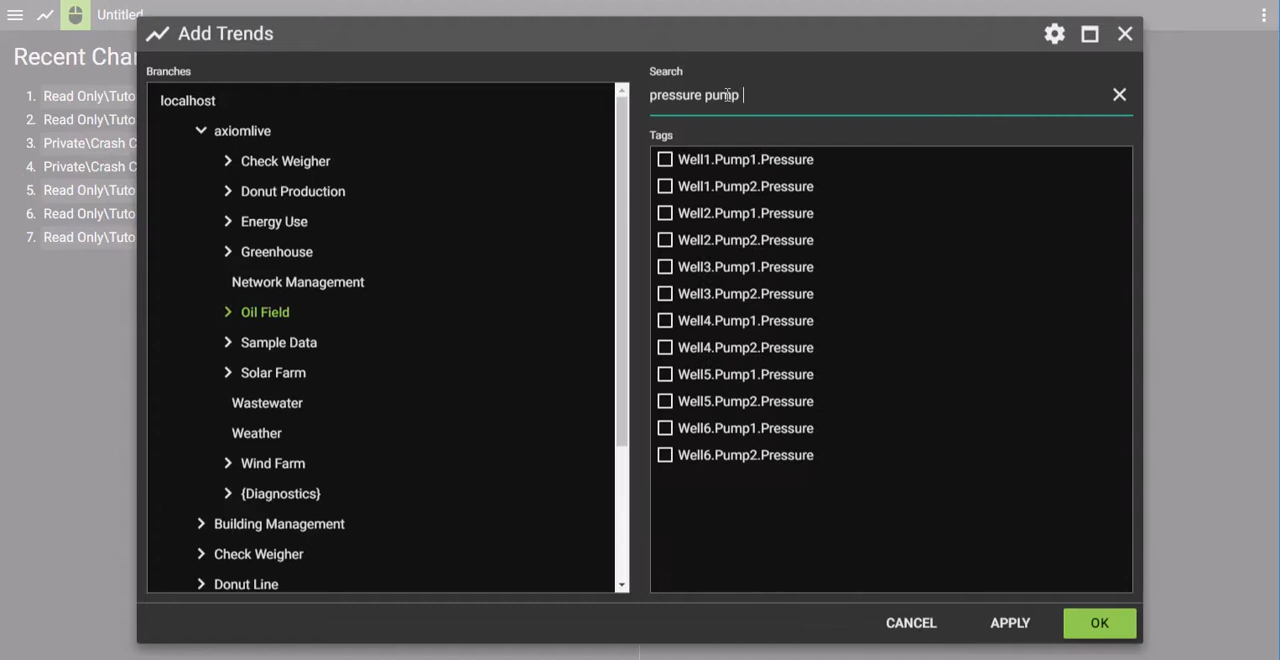 Untitled
Recent Cha
1. Read Only\Tuto
2. Read Only\Tuto
3. Private\Crash C
4. Private\Crash C
5. Read Only\Tuto
6. Read Only\Tuto
7. Read Only\Tuto
Add Trends
Branches
localhost
axiomlive
Check Weigher
Donut Production
Energy Use
Greenhouse
Network Management
Oil Field
Sample Data
Solar Farm
Wastewater
Weather
Wind Farm
{Diagnostics}
Building Management
Check Weigher
Donut Line
Search
pressure pump
Tags
Well1.Pump1.Pressure
Well1.Pump2.Pressure
Well2.Pump1.Pressure
Well2.Pump2.Pressure
Well3.Pump1.Pressure
Well3.Pump2.Pressure
Well4.Pump1.Pressure
Well4.Pump2.Pressure
Well5.Pump1.Pressure
Well5.Pump2.Pressure
Well6.Pump1.Pressure
Well6.Pump2.Pressure
CANCEL APPLY OK